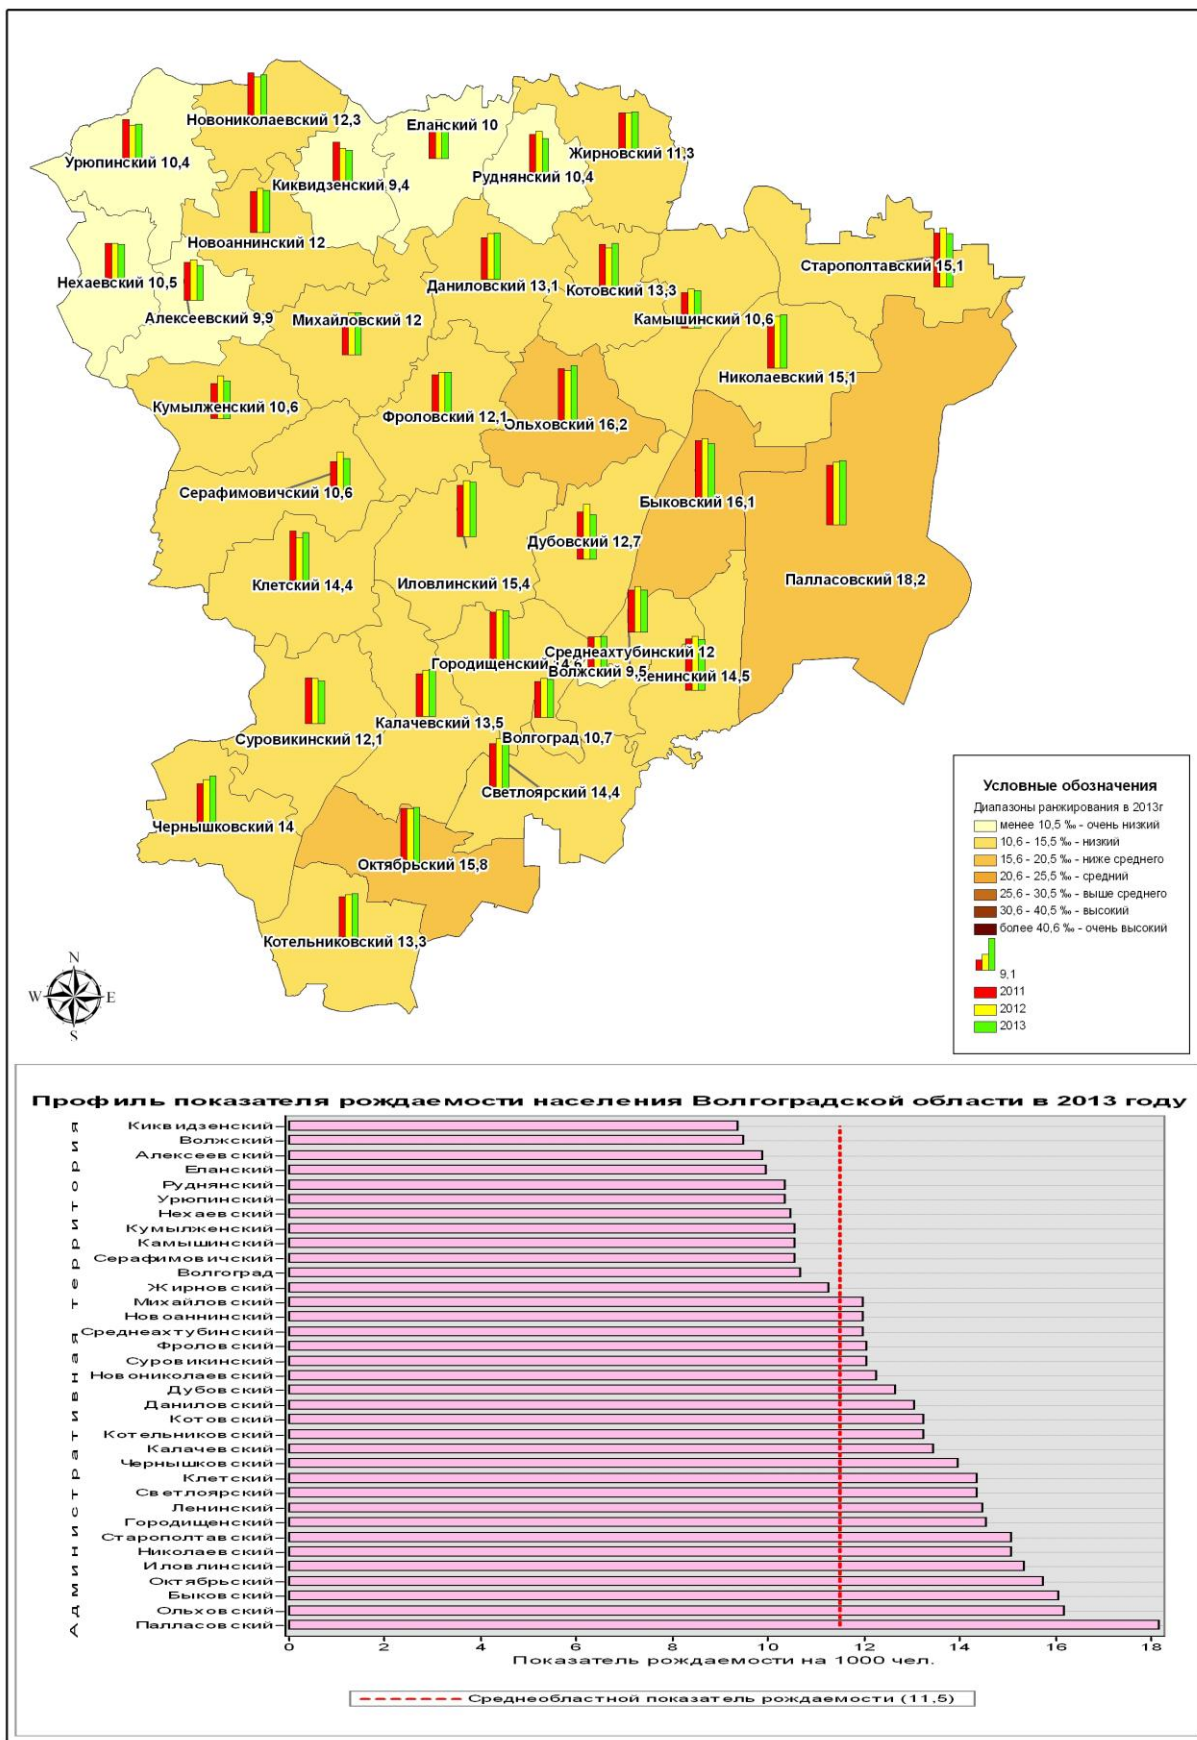 Новониколаевский 12,3
Еланский 10
Урюпинский 10,4
Киквидзенский 9,4
Руднянский 10,4
Жирновский 11,3
Новоаннинский 12
Старополтавский 15,1
Нехаевский 10,5
Даниловский 13,1
Котовский 13,3
Алексеевский 9,9
Михайловский 12
Камышинский 10,6
Николаевский 15,1
Кумылженский 10,6
Фроловский 12,1
Ольховский 16,2
Серафимовичский 10,6
Быковский 16,1
Дубовский 12,7
Клетский 14,4
Иловлинский 15,4
Палласовский 18,2
Среднеахтубинский 12
Городищенский 14,6
Волжский 9,5
Ленинский 14,5
Калачевский 13,5
Суровикинский 12,1
Волгоград 10,7
Светлоярский 14,4
Чернышковский 14
Октябрьский 15,8
Котельниковский 13,3
N
W E
S
Условные обозначения
Диапазоны ранжирования в 2013г
менее 10,5 ‰ - очень низкий
10,6 - 15,5 ‰ - низкий
15,6 - 20,5 ‰ - ниже среднего
20,6 - 25,5 ‰ - средний
25,6 - 30,5 ‰ - выше среднего
30,6 - 40,5 ‰ - высокий
более 40,6 ‰ - очень высокий
9,1
2011
2012
2013
Профиль показателя рождаемости населения Волгоградской области в 2013 году
Административная территория
Киквидзенский
Волжский
Алексеевский
Еланский
Руднянский
Урюпинский
Нехаевский
Кумылженский
Камышинский
Серафимовичский
Волгоград
Жирновский
Михайловский
Новоаннинский
Среднеахтубинский
Фроловский
Суровикинский
Новониколаевский
Дубовский
Даниловский
Котовский
Котельниковский
Калачевский
Чернышковский
Клетский
Светлоярский
Ленинский
Городищенский
Старополтавский
Николаевский
Иловлинский
Октябрьский
Быковский
Ольховский
Палласовский
0 2 4 6 8 10 12 14 16 18
Показатель рождаемости на 1000 чел.
Среднеобластной показатель рождаемости (11,5)